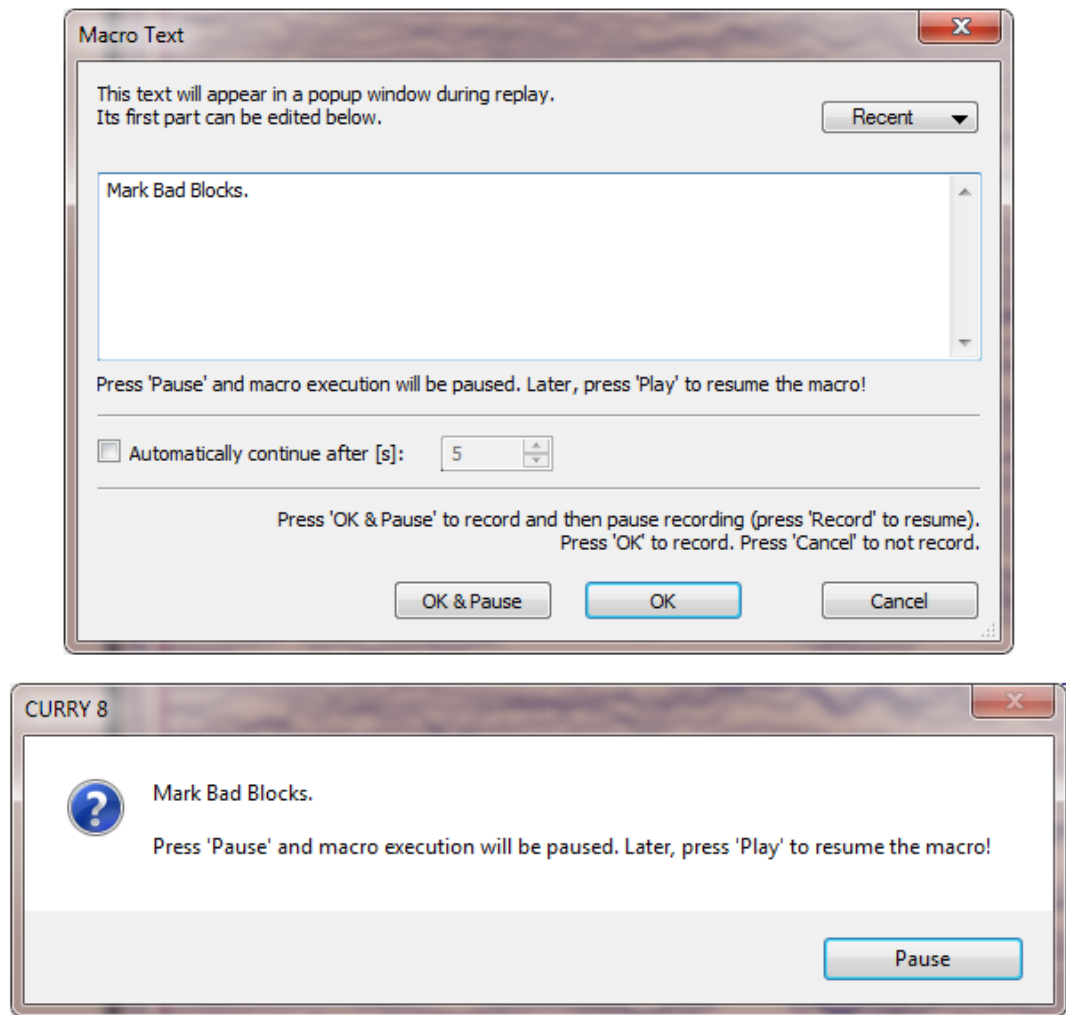 Macro Text
This text will appear in a popup window during replay.
Its first part can be edited below.
Recent
Mark Bad Blocks.
Press 'Pause' and macro execution will be paused. Later, press 'Play' to resume the macro!
Automatically continue after [s]: 5
Press 'OK & Pause' to record and then pause recording (press 'Record' to resume).
Press 'OK' to record. Press 'Cancel' to not record.
OK & Pause OK Cancel
CURRY 8
Mark Bad Blocks.
Press 'Pause' and macro execution will be paused. Later, press 'Play' to resume the macro!
Pause